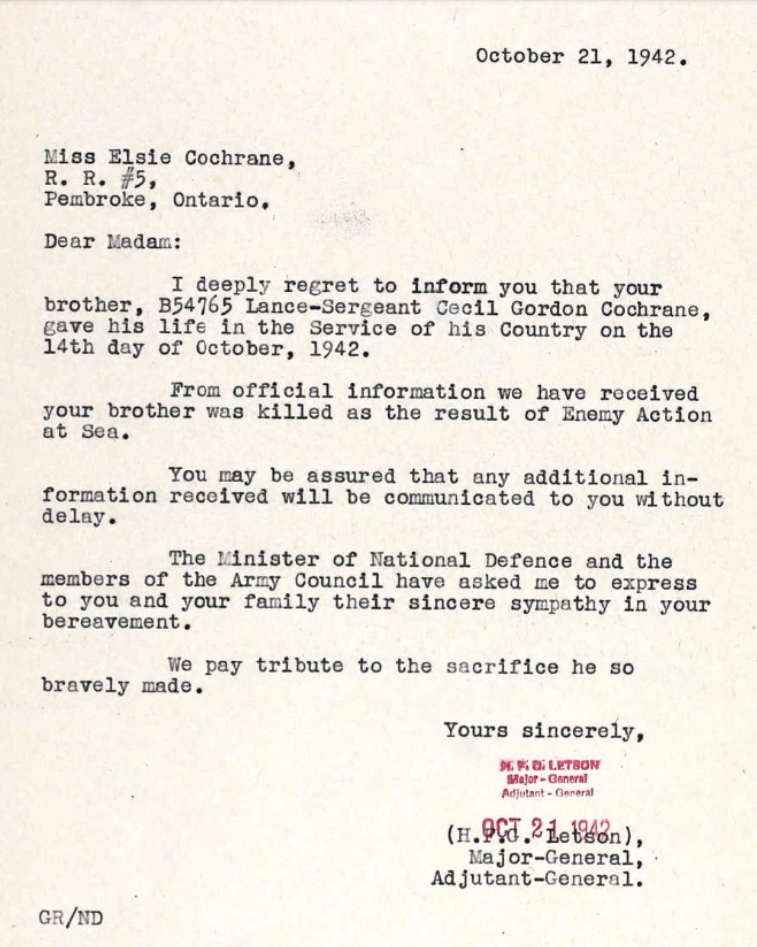 October 21, 1942.
Miss Elsie Cochrane,
R. R. #5,
Pembroke, Ontario.
Dear Madam:
I deeply regret to inform you that your
brother, B54765 Lance-Sergeant Cecil Gordon Cochrane,
gave his life in the Service of his Country on the
14th day of October, 1942.
From official information we have received
your brother was killed as the result of Enemy Action
at Sea.
You may be assured that any additional in-
formation received will be communicated to you without
delay.
The Minister of National Defence and the
members of the Army Council have asked me to express
to you and your family their sincere sympathy in your
bereavement.
We pay tribute to the sacrifice he so
bravely made.
Yours sincerely,
H. F. G. LETSON
Major - General
Adjutant - General
OCT 21 1942
(H.F.G. Letson),
Major-General,
Adjutant-General.
GR/ND